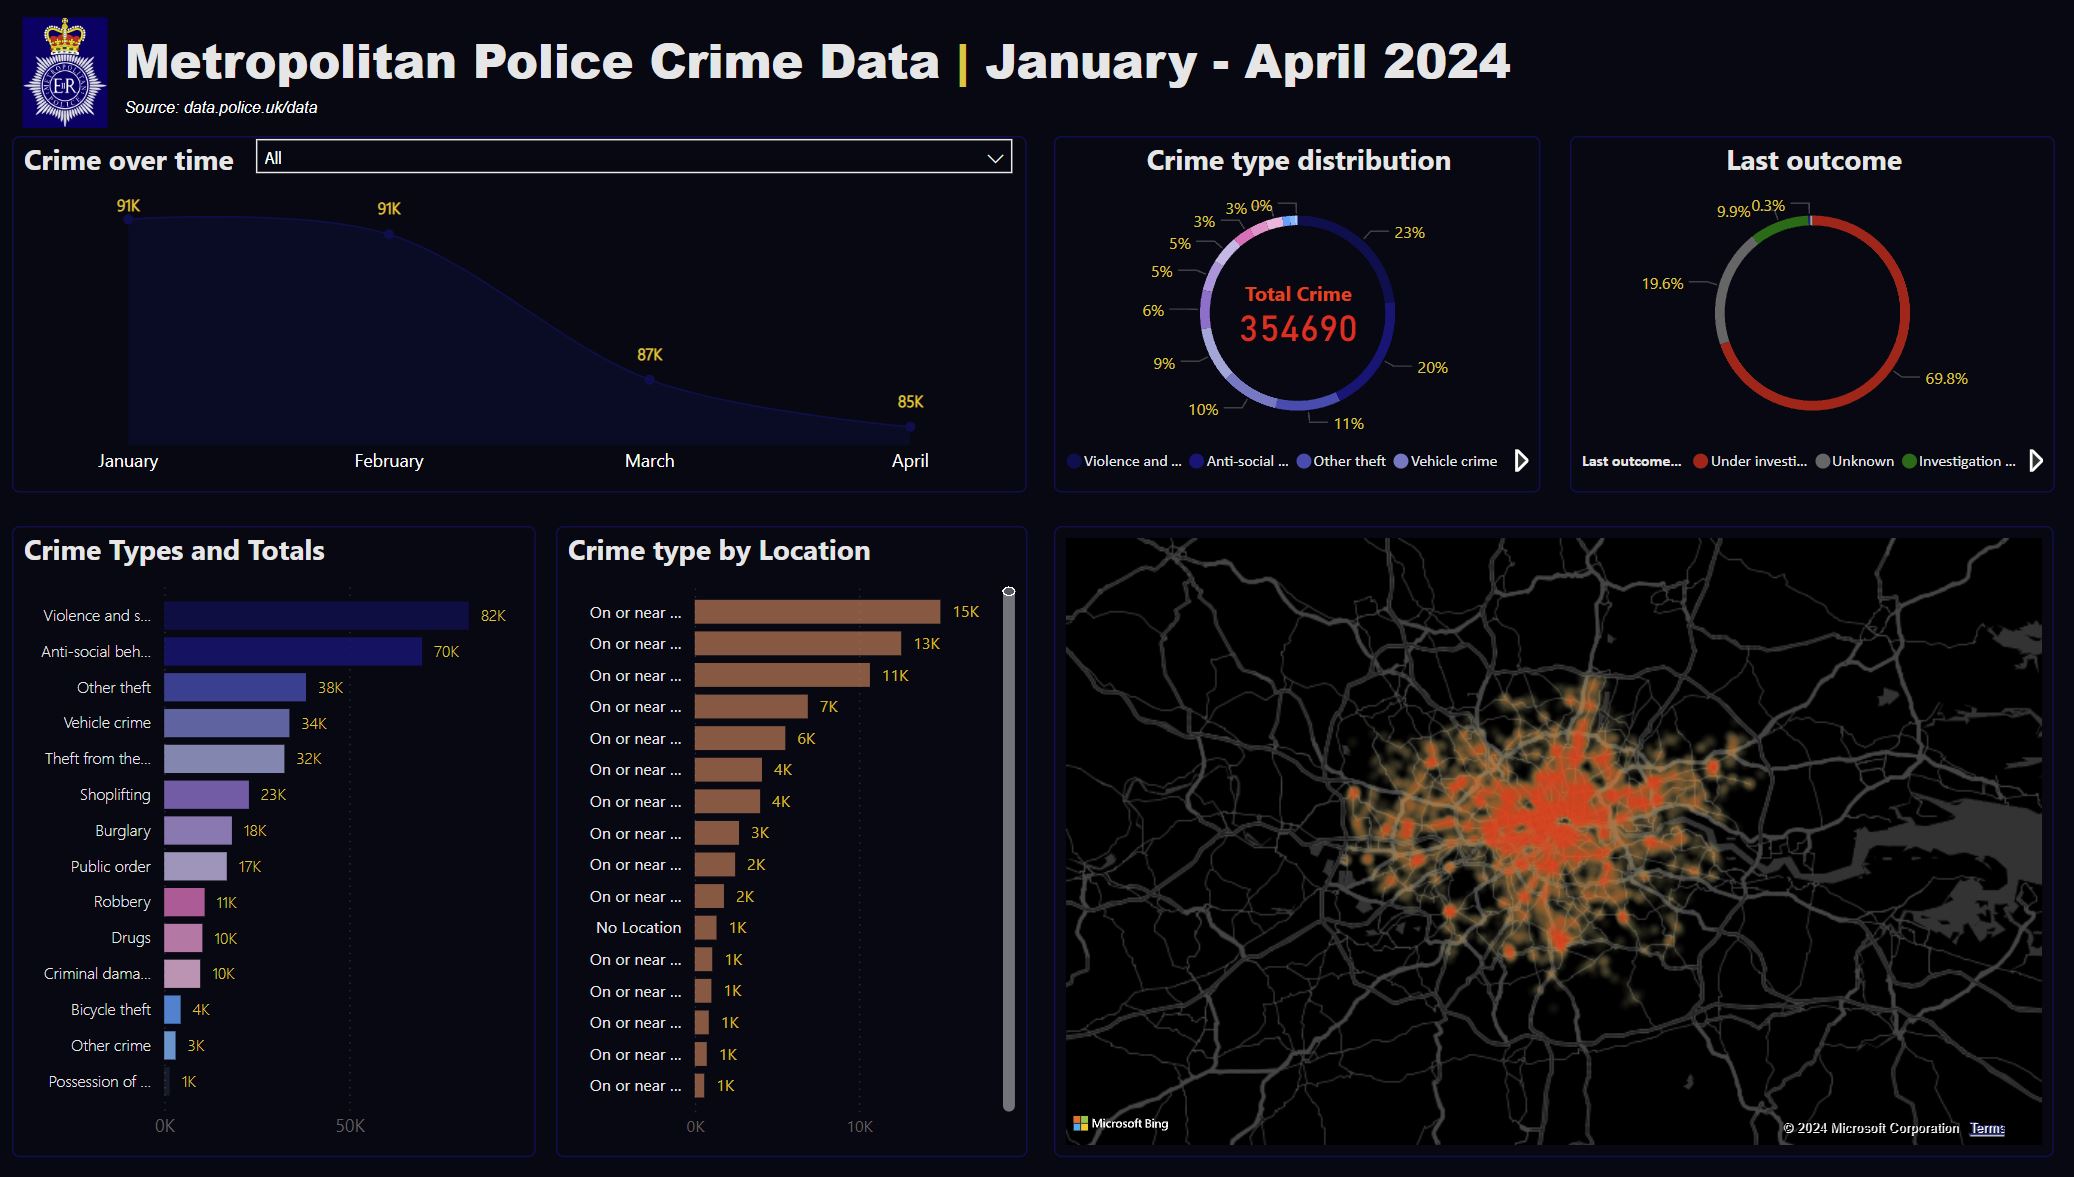 Metropolitan Police Crime Data | January - April 2024
Source: data.police.uk/data
METROPOLITAN
EIIR
POLICE
Crime over time
All
91K
91K
87K
85K
January
February
March
April
Crime type distribution
0%
3%
3%
5%
5%
6%
9%
10%
11%
20%
23%
Total Crime
354690
Violence and ...
Anti-social ...
Other theft
Vehicle crime
Last outcome
0.3%
9.9%
19.6%
69.8%
Last outcome...
Under investi...
Unknown
Investigation ...
Crime Types and Totals
Violence and s... 82K
Anti-social beh... 70K
Other theft 38K
Vehicle crime 34K
Theft from the... 32K
Shoplifting 23K
Burglary 18K
Public order 17K
Robbery 11K
Drugs 10K
Criminal dama... 10K
Bicycle theft 4K
Other crime 3K
Possession of ... 1K
0K 50K
Crime type by Location
On or near ... 15K
On or near ... 13K
On or near ... 11K
On or near ... 7K
On or near ... 6K
On or near ... 4K
On or near ... 4K
On or near ... 3K
On or near ... 2K
On or near ... 2K
No Location 1K
On or near ... 1K
On or near ... 1K
On or near ... 1K
On or near ... 1K
On or near ... 1K
0K 10K
Microsoft Bing
© 2024 Microsoft Corporation Terms